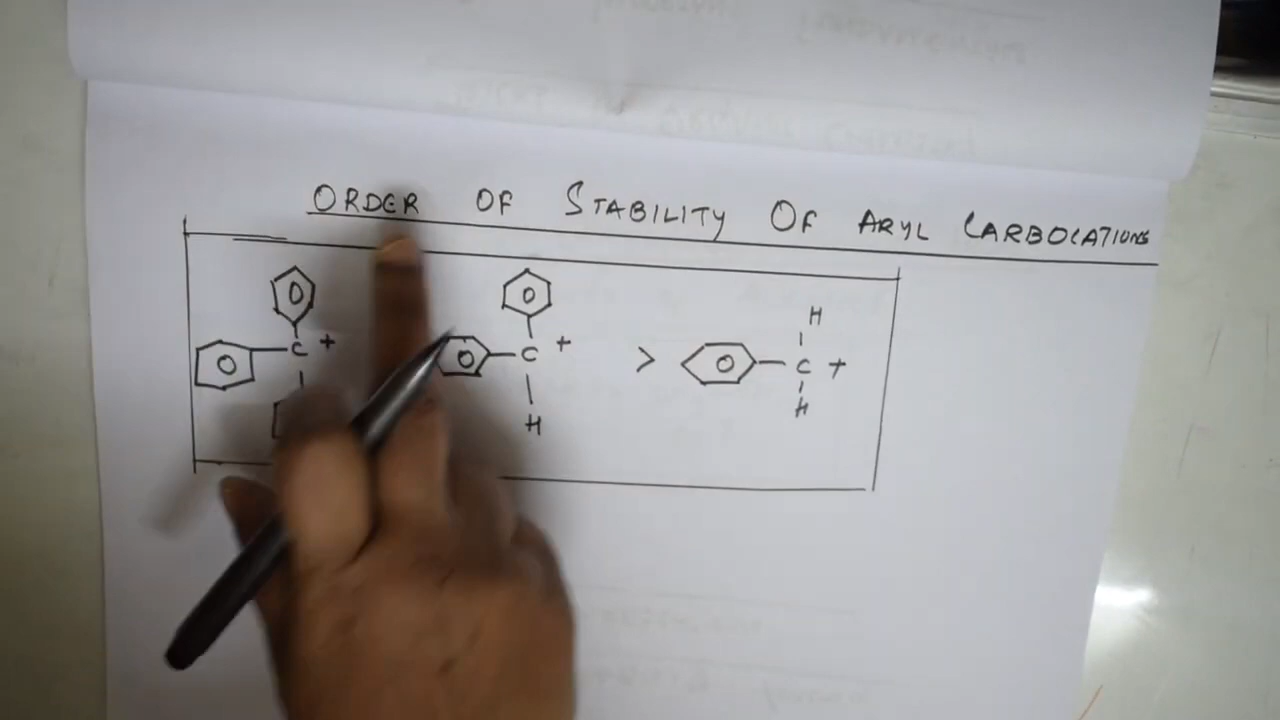 ORDER OF STABILITY OF ARYL CARBOCATIONS
H
C + C + > C +
H H